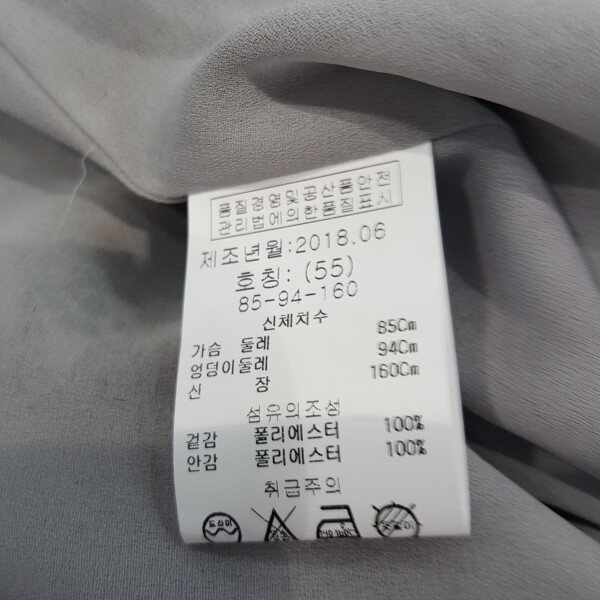 품질경영및공산품안전
관리법에의한품질표시
제조년월:2018.06
호칭: (55)
85-94-160
신체치수
가슴 둘레 85Cm
엉덩이둘레 94Cm
신 장 160Cm
섬유의조성
겉감 폴리에스터 100%
안감 폴리에스터 100%
취급주의
드라이